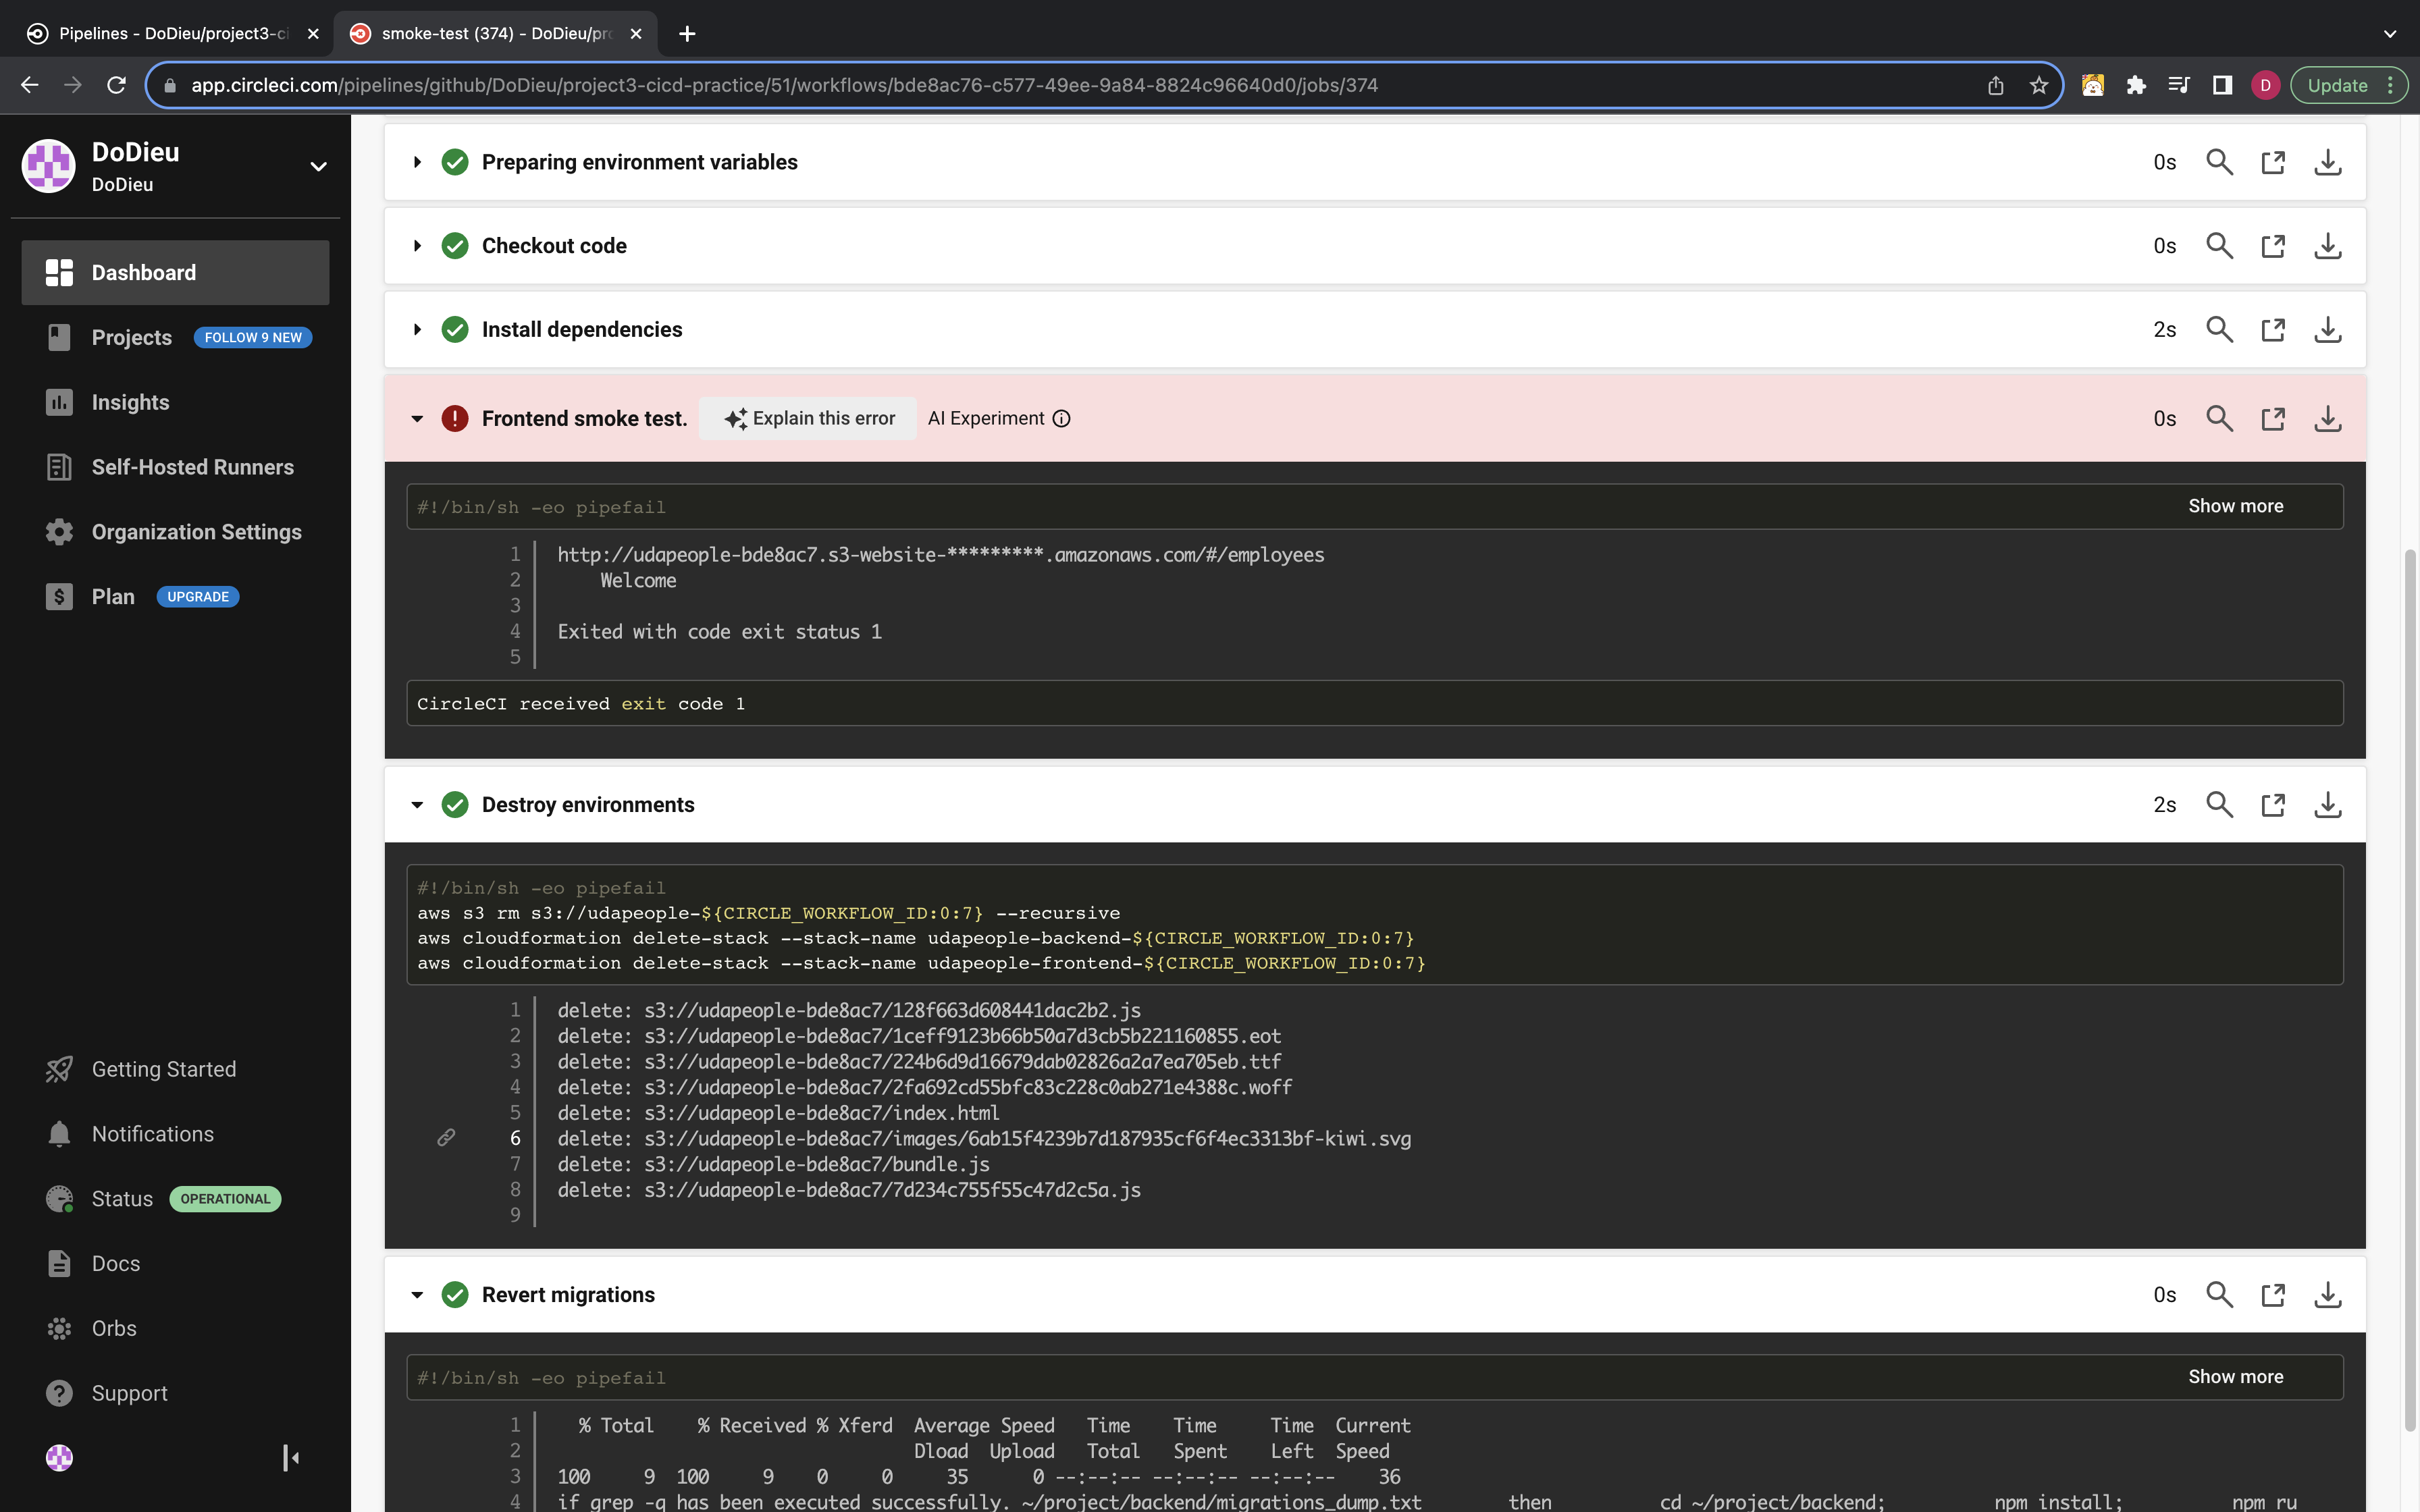 Pipelines - DoDieu/project3-ci
smoke-test (374) - DoDieu/pro
app.circleci.com/pipelines/github/DoDieu/project3-cicd-practice/51/workflows/bde8ac76-c577-49ee-9a84-8824c96640d0/jobs/374
D
Update
DoDieu
DoDieu
Dashboard
Projects FOLLOW 9 NEW
Insights
Self-Hosted Runners
Organization Settings
Plan UPGRADE
Getting Started
Notifications
Status OPERATIONAL
Docs
Orbs
Support
Preparing environment variables 0s
Checkout code 0s
Install dependencies 2s
Frontend smoke test. Explain this error AI Experiment 0s
#!/bin/sh -eo pipefail Show more
1 http://udapeople-bde8ac7.s3-website-*********.amazonaws.com/#/employees
2 Welcome
3
4 Exited with code exit status 1
5
CircleCI received exit code 1
Destroy environments 2s
#!/bin/sh -eo pipefail
aws s3 rm s3://udapeople-${CIRCLE_WORKFLOW_ID:0:7} --recursive
aws cloudformation delete-stack --stack-name udapeople-backend-${CIRCLE_WORKFLOW_ID:0:7}
aws cloudformation delete-stack --stack-name udapeople-frontend-${CIRCLE_WORKFLOW_ID:0:7}
1 delete: s3://udapeople-bde8ac7/128f663d608441dac2b2.js
2 delete: s3://udapeople-bde8ac7/1ceff9123b66b50a7d3cb5b221160855.eot
3 delete: s3://udapeople-bde8ac7/224b6d9d16679dab02826a2a7ea705eb.ttf
4 delete: s3://udapeople-bde8ac7/2fa692cd55bfc83c228c0ab271e4388c.woff
5 delete: s3://udapeople-bde8ac7/index.html
6 delete: s3://udapeople-bde8ac7/images/6ab15f4239b7d187935cf6f4ec3313bf-kiwi.svg
7 delete: s3://udapeople-bde8ac7/bundle.js
8 delete: s3://udapeople-bde8ac7/7d234c755f55c47d2c5a.js
9
Revert migrations 0s
#!/bin/sh -eo pipefail Show more
1 % Total % Received % Xferd Average Speed Time Time Time Current
2 Dload Upload Total Spent Left Speed
3 100 9 100 9 0 0 35 0 --:--:-- --:--:-- --:--:-- 36
4 if grep -q has been executed successfully. ~/project/backend/migrations_dump.txt then cd ~/project/backend; npm install; npm ru